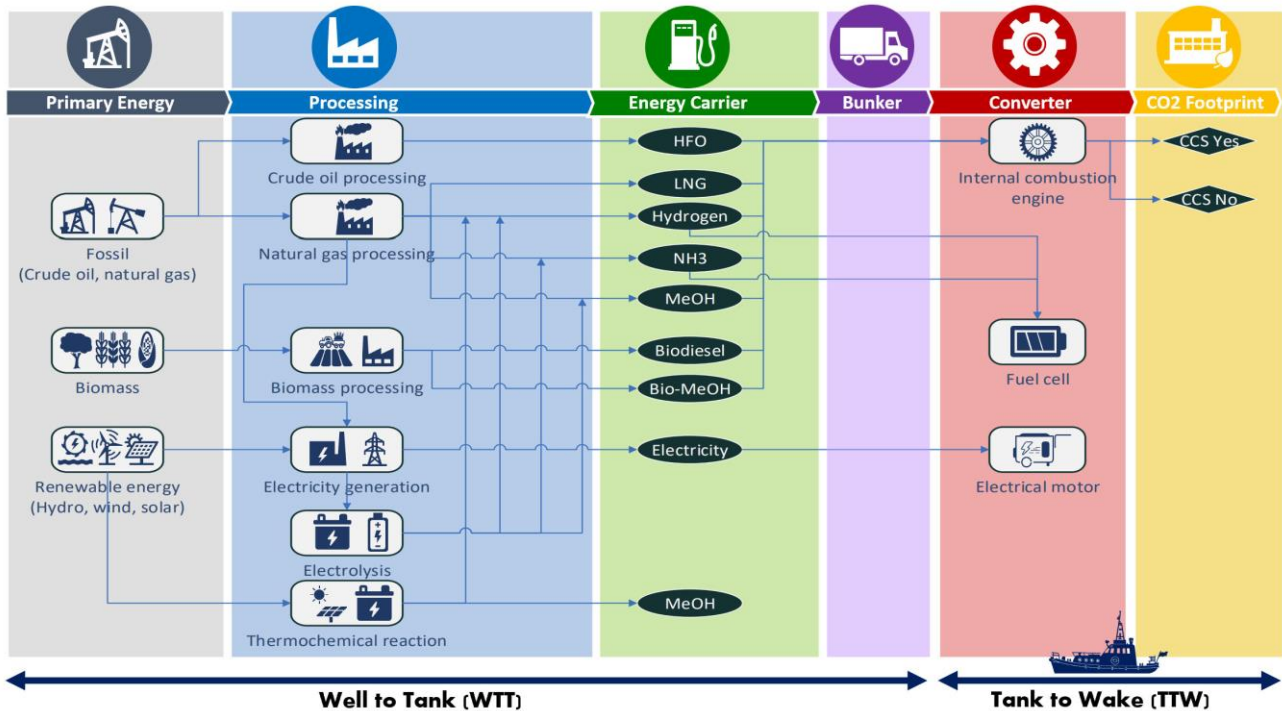 Primary Energy
Processing
Energy Carrier
Bunker
Converter
CO2 Footprint
Fossil
(Crude oil, natural gas)
Biomass
Renewable energy
(Hydro, wind, solar)
Crude oil processing
Natural gas processing
Biomass processing
Electricity generation
Electrolysis
Thermochemical reaction
HFO
LNG
Hydrogen
NH3
MeOH
Biodiesel
Bio-MeOH
Electricity
MeOH
Internal combustion
engine
Fuel cell
Electrical motor
CCS Yes
CCS No
Well to Tank (WTT)
Tank to Wake (TTW)